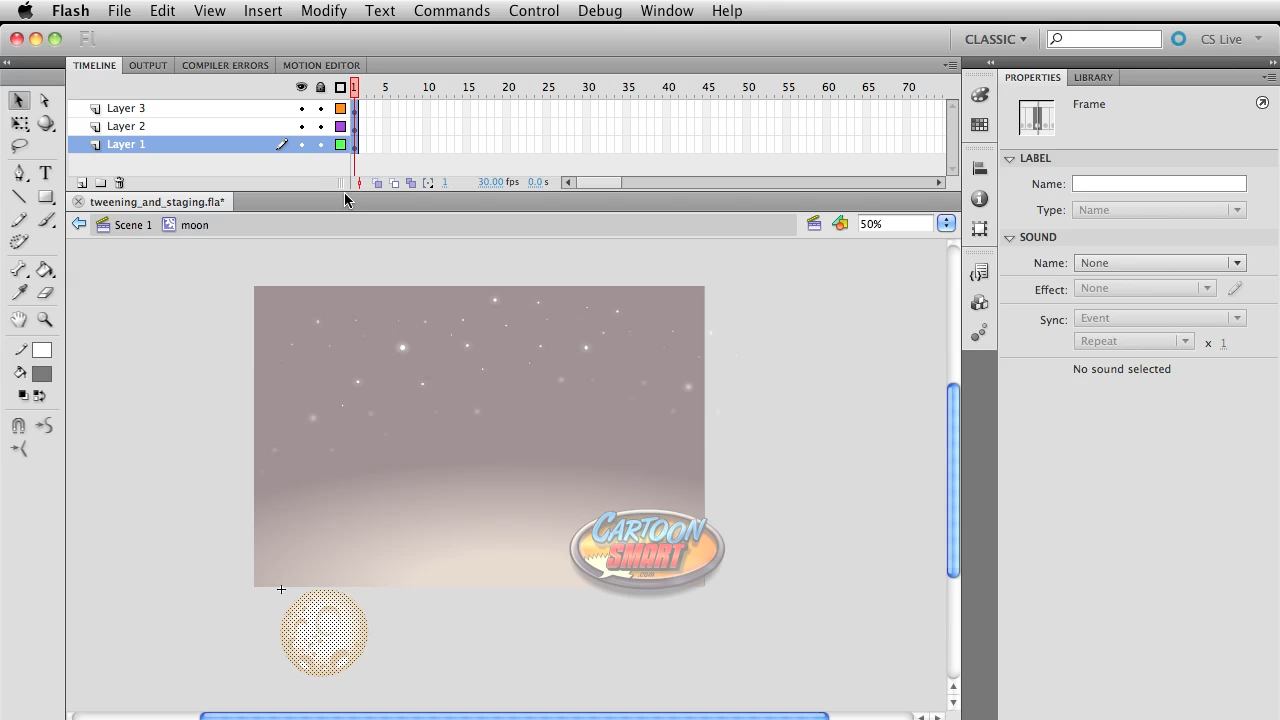 Flash File Edit View Insert Modify Text Commands Control Debug Window Help
Fl CLASSIC CS Live
TIMELINE OUTPUT COMPILER ERRORS MOTION EDITOR PROPERTIES LIBRARY
1 5 10 15 20 25 30 35 40 45 50 55 60 65 70
Layer 3
Layer 2
Layer 1
1 30.00 fps 0.0 s
tweening_and_staging.fla*
Scene 1 moon 50%
Frame
LABEL
Name:
Type: Name
SOUND
Name: None
Effect: None
Sync: Event
Repeat x 1
No sound selected
CARTOON
SMART
.com